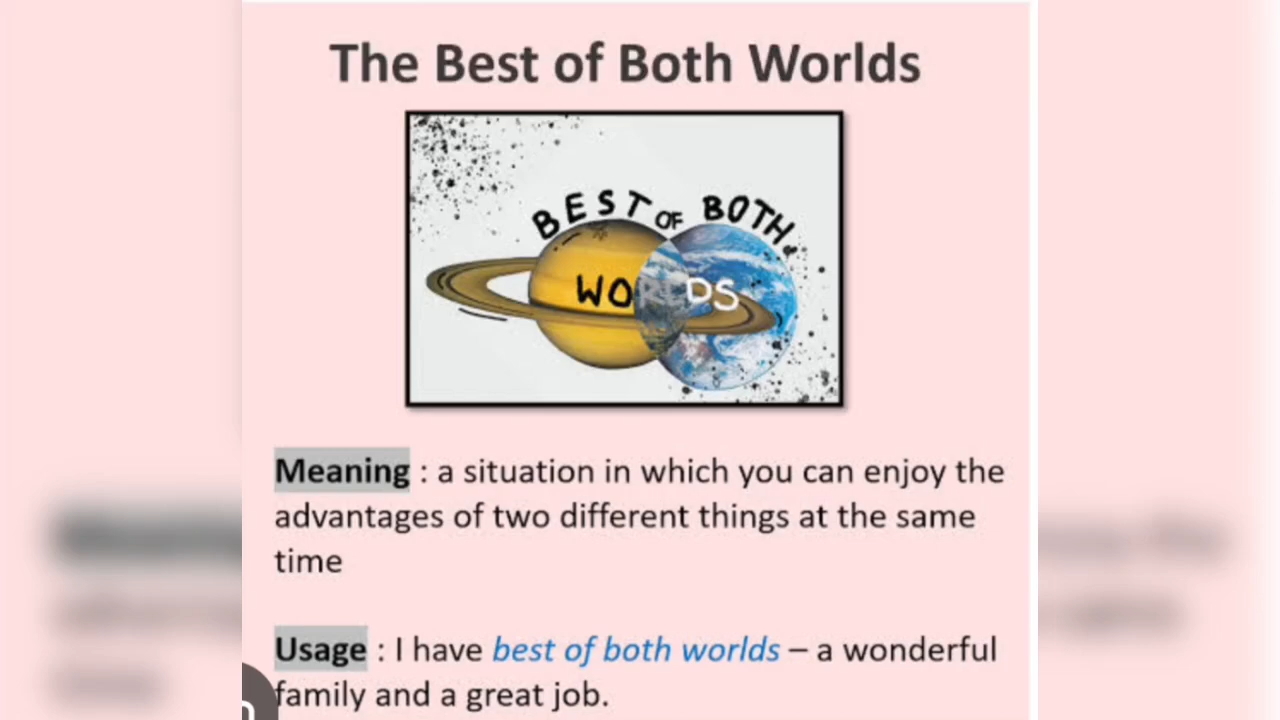 The Best of Both Worlds
BEST OF BOTH
WORLDS
Meaning : a situation in which you can enjoy the
advantages of two different things at the same
time
Usage : I have best of both worlds – a wonderful
family and a great job.